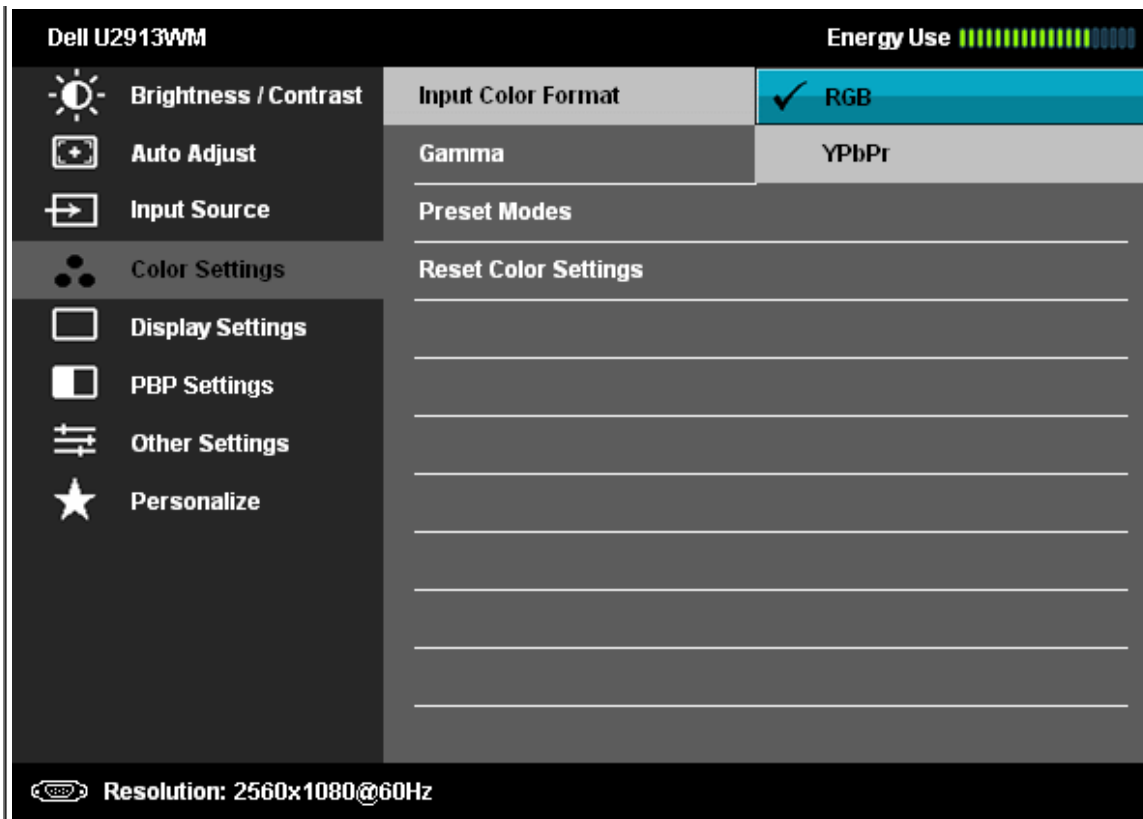 Dell U2913WM Energy Use
Brightness / Contrast Input Color Format RGB
Auto Adjust Gamma YPbPr
Input Source Preset Modes
Color Settings Reset Color Settings
Display Settings
PBP Settings
Other Settings
Personalize
Resolution: 2560x1080@60Hz